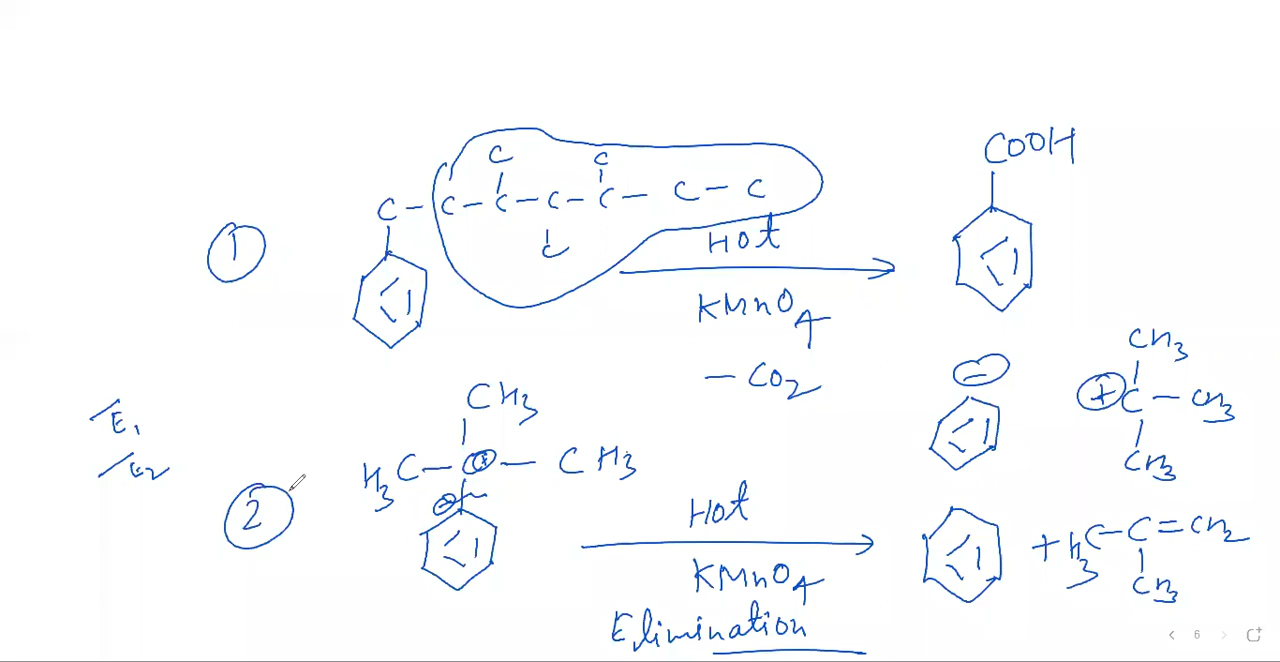 C C COOH
C – C – C – C – C – C – C
1
C
Hot
KMnO4
– CO2
CH3
–
+ C – CH3
CH3
E1
E2
CH3
H3C – C+ – CH3
–
2
Hot
KMnO4
+ H3C – C = CH2
CH3
Elimination
6